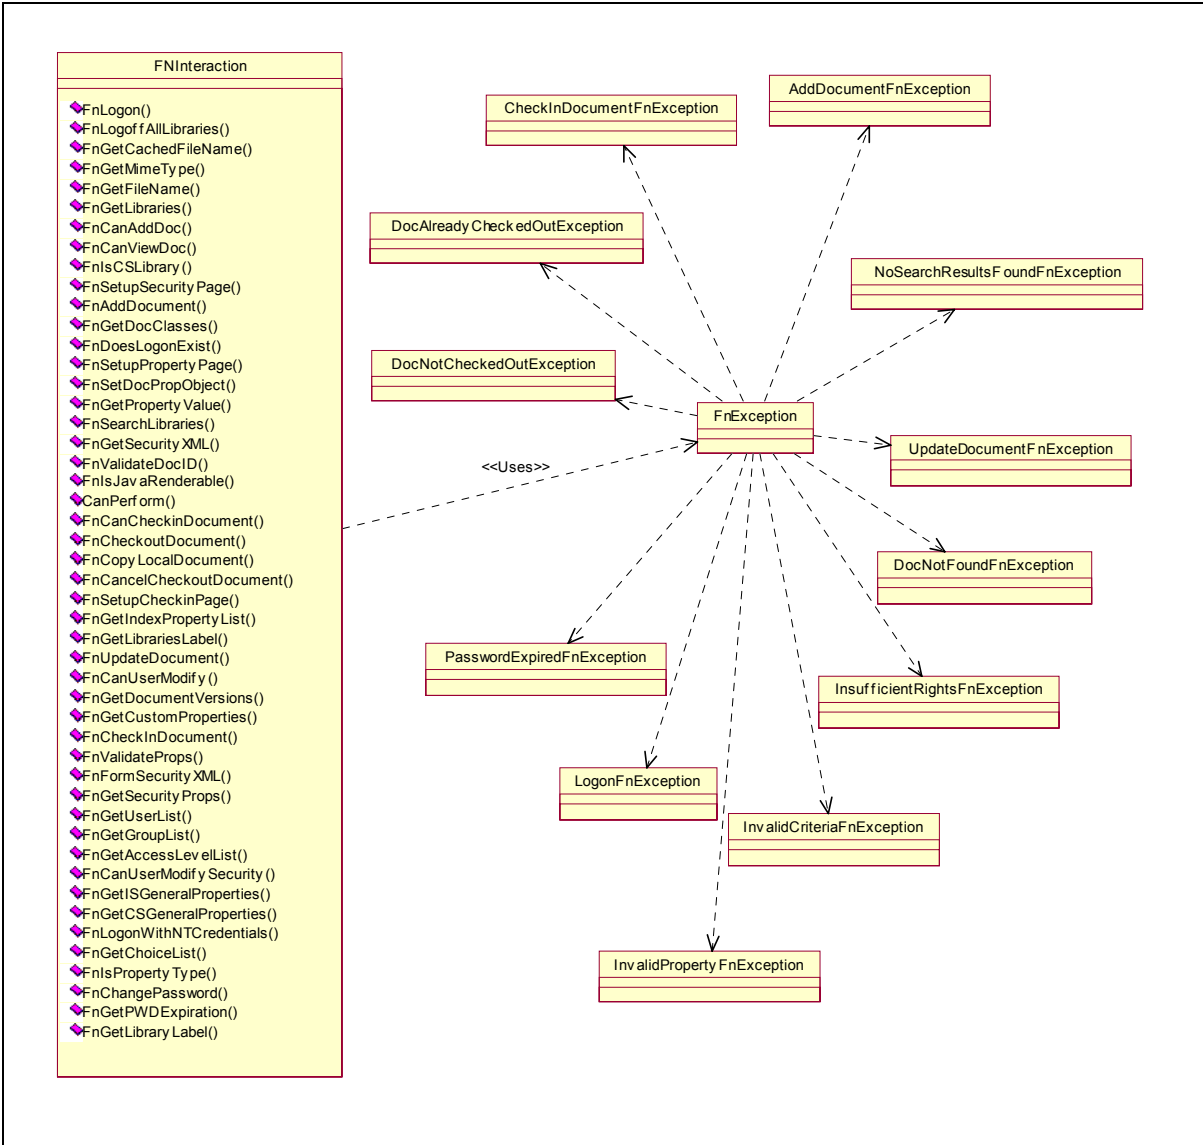 FNInteraction
FnLogon()
FnLogoffAllLibraries()
FnGetCachedFileName()
FnGetMimeType()
FnGetFileName()
FnGetLibraries()
FnCanAddDoc()
FnCanViewDoc()
FnIsCSLibrary()
FnSetupSecurityPage()
FnAddDocument()
FnGetDocClasses()
FnDoesLogonExist()
FnSetupPropertyPage()
FnSetDocPropObject()
FnGetPropertyValue()
FnSearchLibraries()
FnGetSecurityXML()
FnValidateDocID()
FnIsJavaRenderable()
CanPerform()
FnCanCheckinDocument()
FnCheckoutDocument()
FnCopyLocalDocument()
FnCancelCheckoutDocument()
FnSetupCheckinPage()
FnGetIndexPropertyList()
FnGetLibrariesLabel()
FnUpdateDocument()
FnCanUserModify()
FnGetDocumentVersions()
FnGetCustomProperties()
FnCheckInDocument()
FnValidateProps()
FnFormSecurityXML()
FnGetSecurityProps()
FnGetUserList()
FnGetGroupList()
FnGetAccessLevelList()
FnCanUserModifySecurity()
FnGetISGeneralProperties()
FnGetCSGeneralProperties()
FnLogonWithNTCredentials()
FnGetChoiceList()
FnIsPropertyType()
FnChangePassword()
FnGetPWDExpiration()
FnGetLibraryLabel()
AddDocumentFnException
CheckInDocumentFnException
DocAlreadyCheckedOutException
NoSearchResultsFoundFnException
DocNotCheckedOutException
FnException
UpdateDocumentFnException
<<Uses>>
DocNotFoundFnException
PasswordExpiredFnException
InsufficientRightsFnException
LogonFnException
InvalidCriteriaFnException
InvalidPropertyFnException